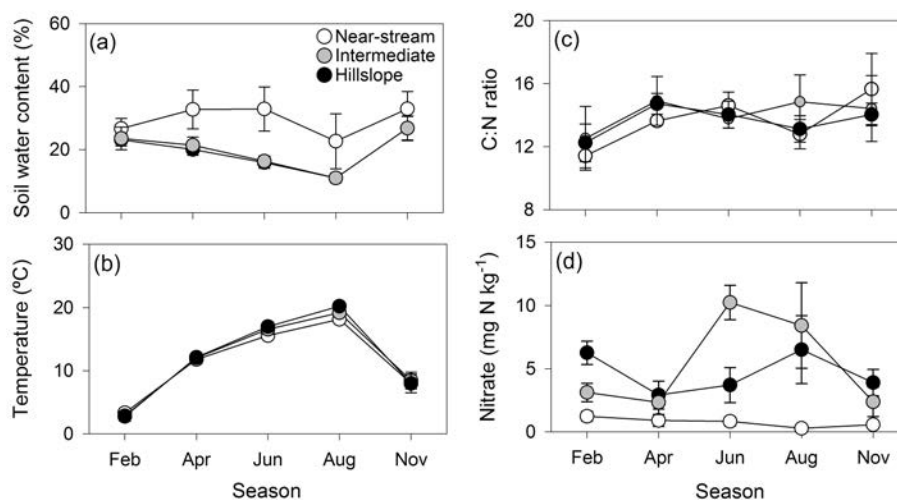 Soil water content (%)
60
40
20
0
(a)
Near-stream
Intermediate
Hillslope
C:N ratio
20
16
12
8
(c)
Temperature (ºC)
30
20
10
0
(b)
Feb Apr Jun Aug Nov
Season
Nitrate (mg N kg-1)
15
10
5
0
(d)
Feb Apr Jun Aug Nov
Season